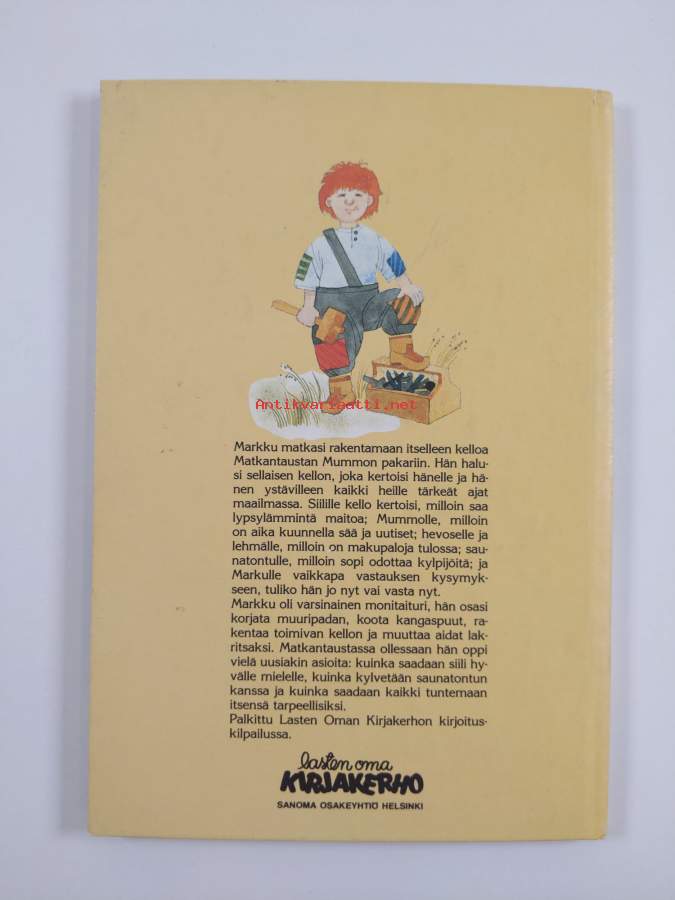 Antikvariaatti.net
Markku matkasi rakentamaan itselleen kelloa
Matkantaustan Mummon pakariin. Hän halu-
si sellaisen kellon, joka kertoisi hänelle ja hä-
nen ystävilleen kaikki heille tärkeät ajat
maailmassa. Siilille kello kertoisi, milloin saa
lypsylämmintä maitoa; Mummolle, milloin
on aika kuunnella sää ja uutiset; hevoselle ja
lehmälle, milloin on makupaloja tulossa; sau-
natontulle, milloin sopi odottaa kylpijöitä; ja
Markulle vaikkapa vastauksen kysymyk-
seen, tuliko hän jo nyt vai vasta nyt.
Markku oli varsinainen monitaituri, hän osasi
korjata muuripadan, koota kangaspuut, ra-
kentaa toimivan kellon ja muuttaa aidat lak-
ritsaksi. Matkantaustassa ollessaan hän oppi
vielä uusiakin asioita: kuinka saadaan siili hy-
välle mielelle, kuinka kylvetään saunatontun
kanssa ja kuinka saadaan kaikki tuntemaan
itsensä tarpeellisiksi.
Palkittu Lasten Oman Kirjakerhon kirjoitus-
kilpailussa.
lasten oma
KIRJAKERHO
SANOMA OSAKEYHTIÖ HELSINKI